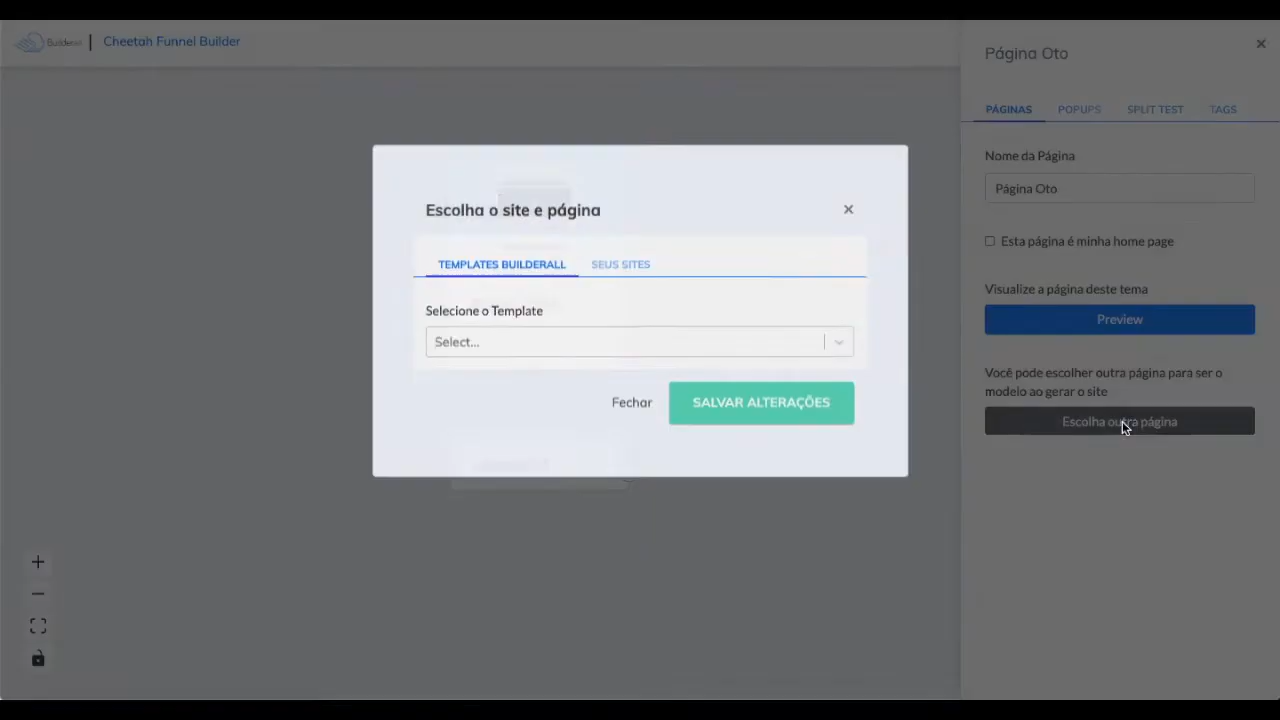 Builderall | Cheetah Funnel Builder
Página Oto
PÁGINAS POPUPS SPLIT TEST TAGS
Nome da Página
Página Oto
Esta página é minha home page
Visualize a página deste tema
Preview
Você pode escolher outra página para ser o
modelo ao gerar o site
Escolha outra página
Escolha o site e página
TEMPLATES BUILDERALL SEUS SITES
Selecione o Template
Select...
Fechar SALVAR ALTERAÇÕES